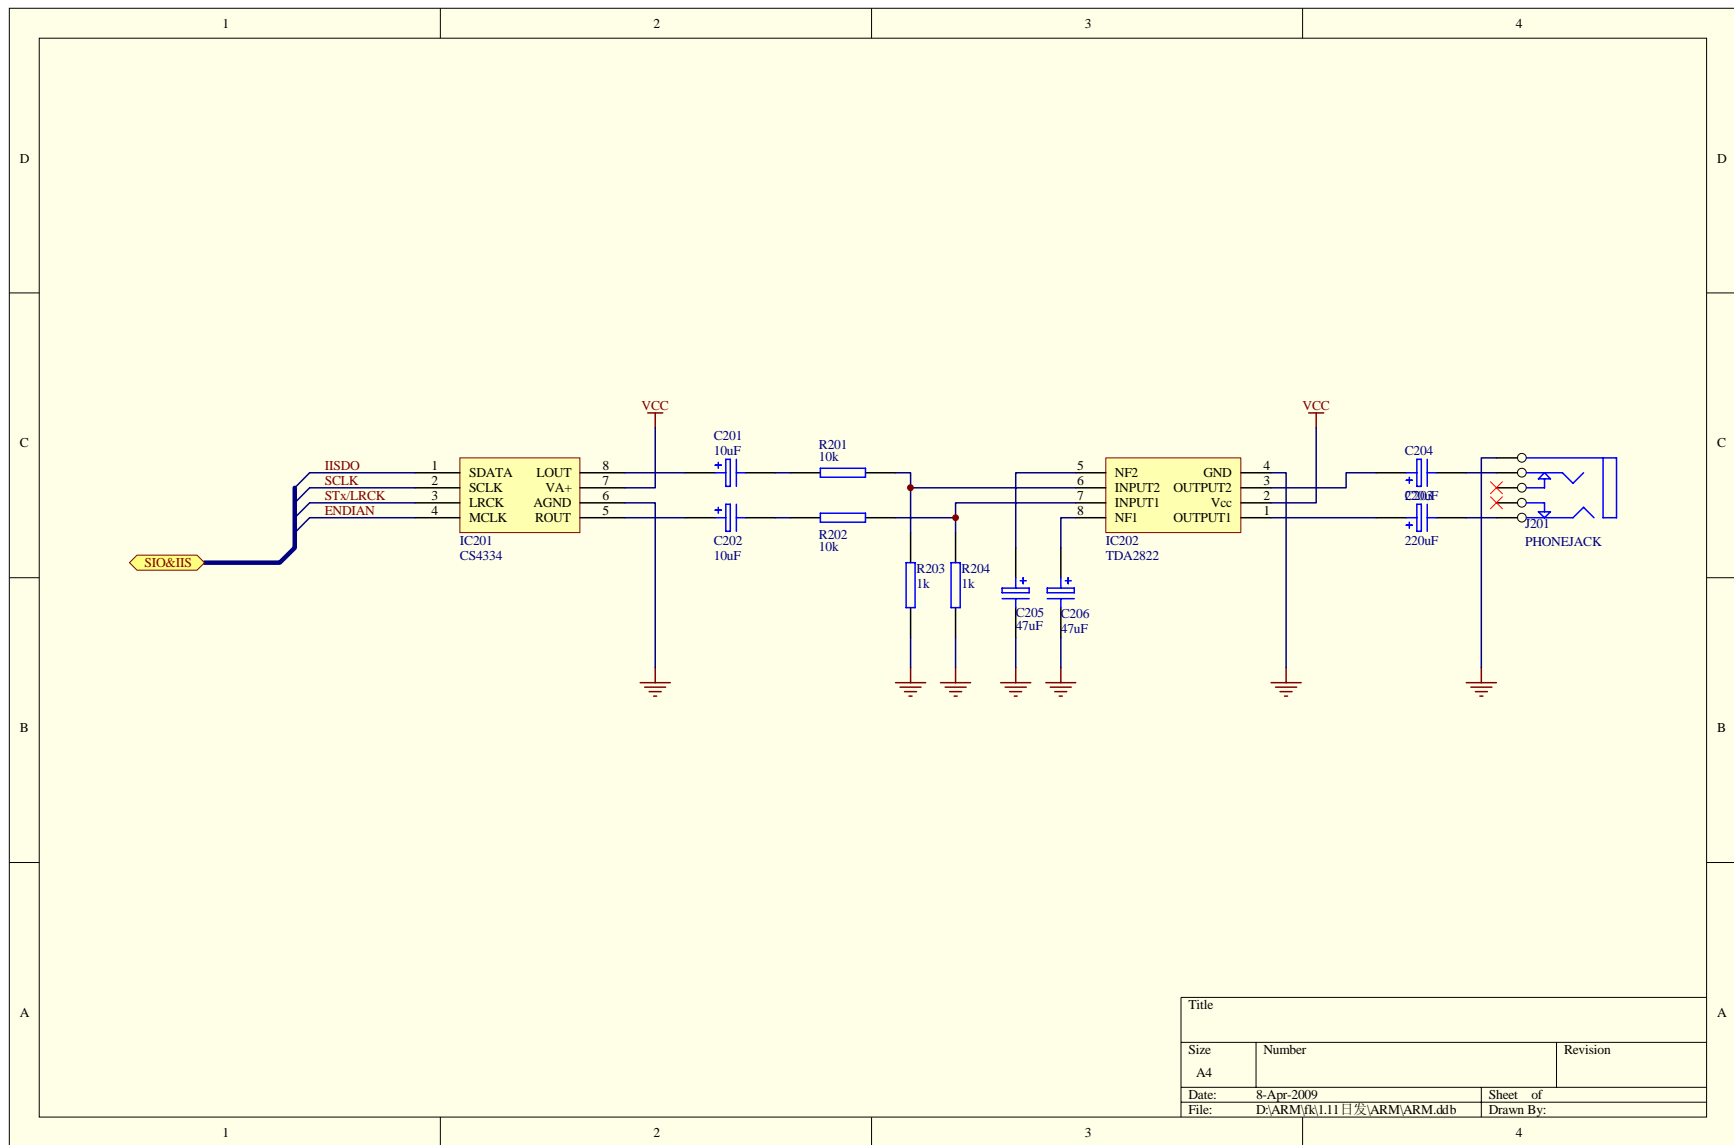 1 2 3 4
D D
C C
B B
A A
VCC
VCC
C201
10uF
R201
10k
C204
IISDO
SCLK
STx/LRCK
ENDIAN
1 SDATA LOUT 8
2 SCLK VA+ 7
3 LRCK AGND 6
4 MCLK ROUT 5
IC201
CS4334
C202
10uF
R202
10k
5 NF2 GND 4
6 INPUT2 OUTPUT2 3
7 INPUT1 Vcc 2
8 NF1 OUTPUT1 1
IC202
TDA2822
220uF
J201
PHONEJACK
SIO&IIS
R203
1k
R204
1k
C205
47uF
C206
47uF
Title
Size Number Revision
A4
Date: 8-Apr-2009 Sheet of
File: D:\ARM\fk\1.11日发\ARM\ARM.ddb Drawn By:
1 2 3 4